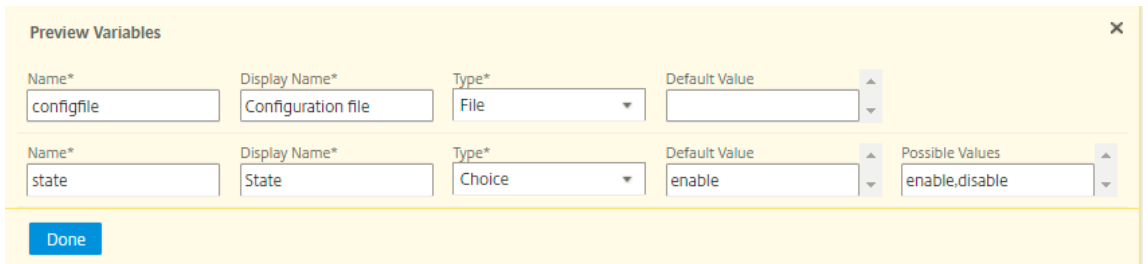 Preview Variables
Name* Display Name* Type* Default Value
configfile Configuration file File
Name* Display Name* Type* Default Value Possible Values
state State Choice enable enable,disable
Done